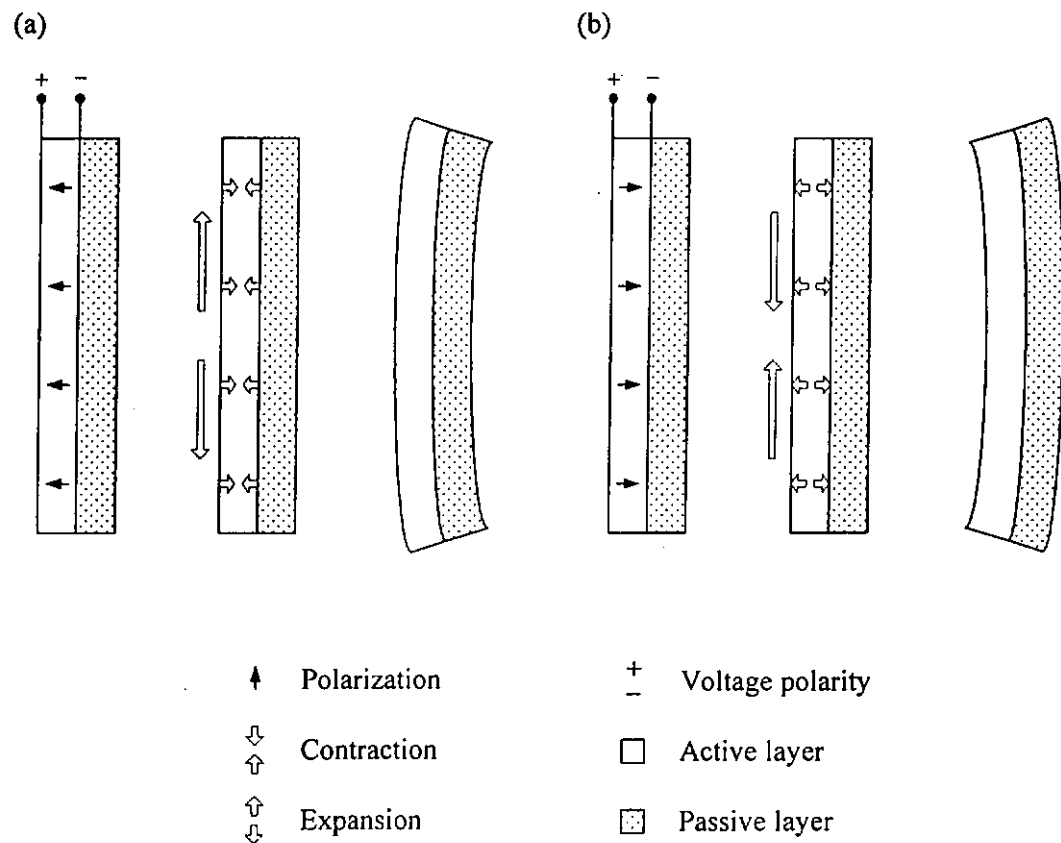 (a)
(b)
+ −
+ −
Polarization
Contraction
Expansion
+
− Voltage polarity
Active layer
Passive layer